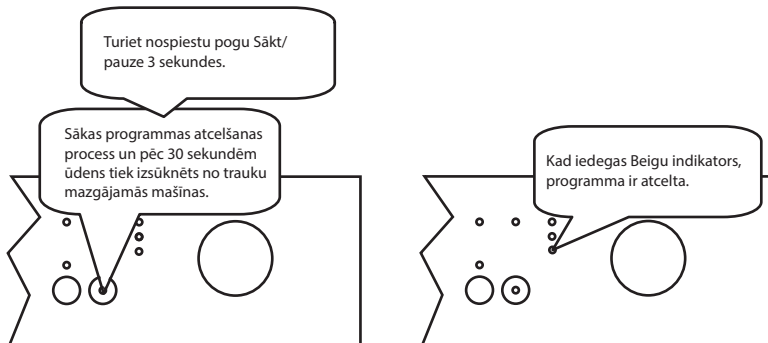 Turiet nospiestu pogu Sākt/
pauze 3 sekundes.
Sākas programmas atcelšanas
process un pēc 30 sekundēm
ūdens tiek izsūknēts no trauku
mazgājamās mašīnas.
Kad iedegas Beigu indikators,
programma ir atcelta.